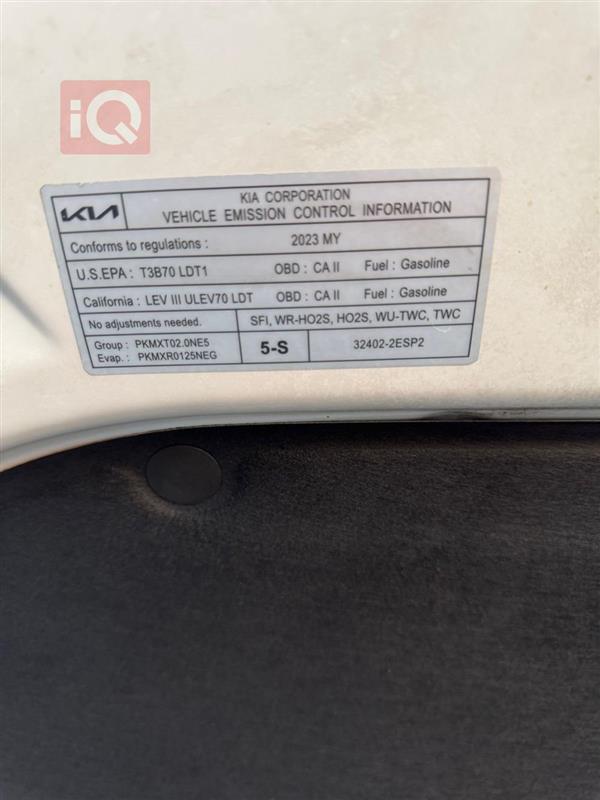 iQ
KIA
KIA CORPORATION
VEHICLE EMISSION CONTROL INFORMATION
Conforms to regulations : 2023 MY
U.S.EPA : T3B70 LDT1 OBD : CA II Fuel : Gasoline
California : LEV III ULEV70 LDT OBD : CA II Fuel : Gasoline
No adjustments needed. SFI, WR-HO2S, HO2S, WU-TWC, TWC
Group : PKMXT02.0NE5
Evap. : PKMXR0125NEG
5-S
32402-2ESP2